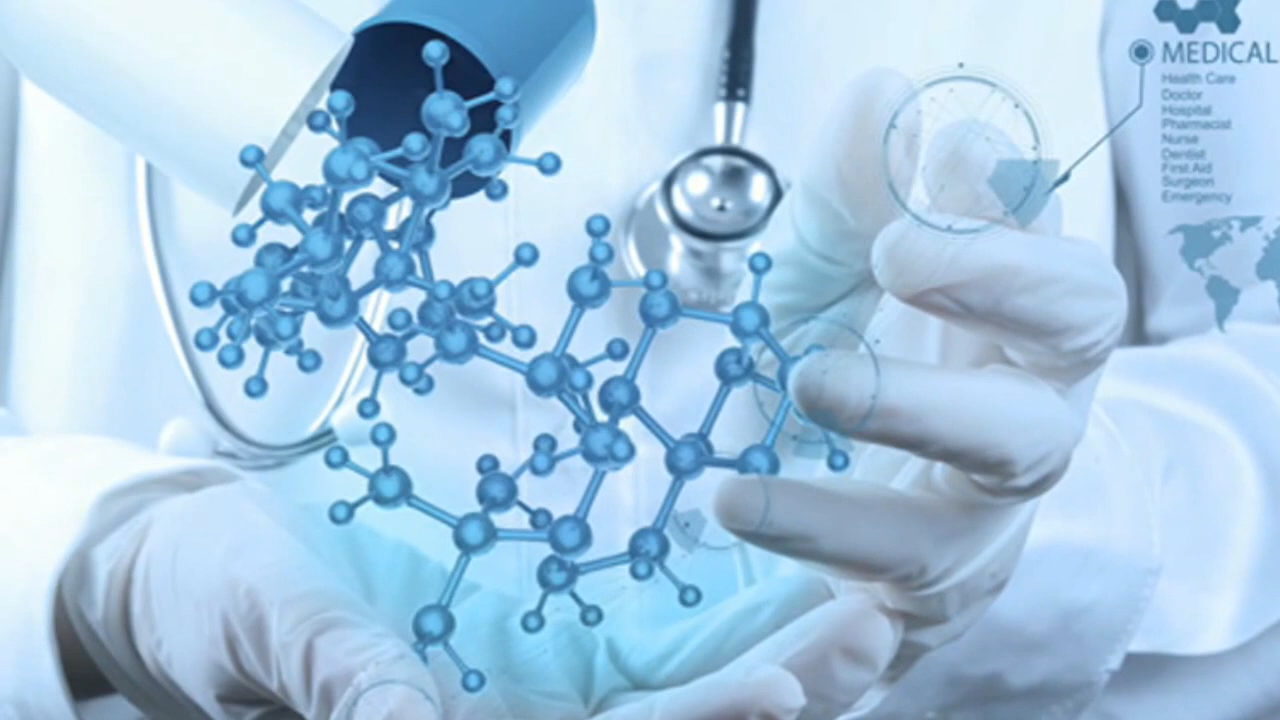 MEDICAL
Health Care
Doctor
Hospital
Pharmacist
Nurse
Dentist
First Aid
Surgeon
Emergency